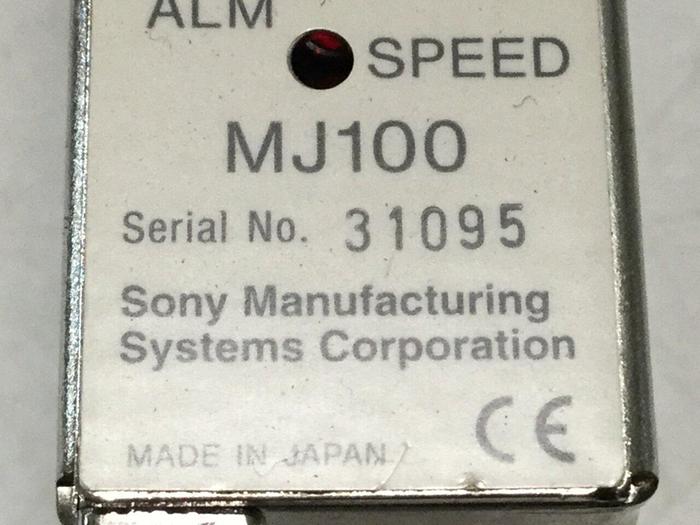 ALM
SPEED
MJ100
Serial No. 31095
Sony Manufacturing
Systems Corporation
CE
MADE IN JAPAN